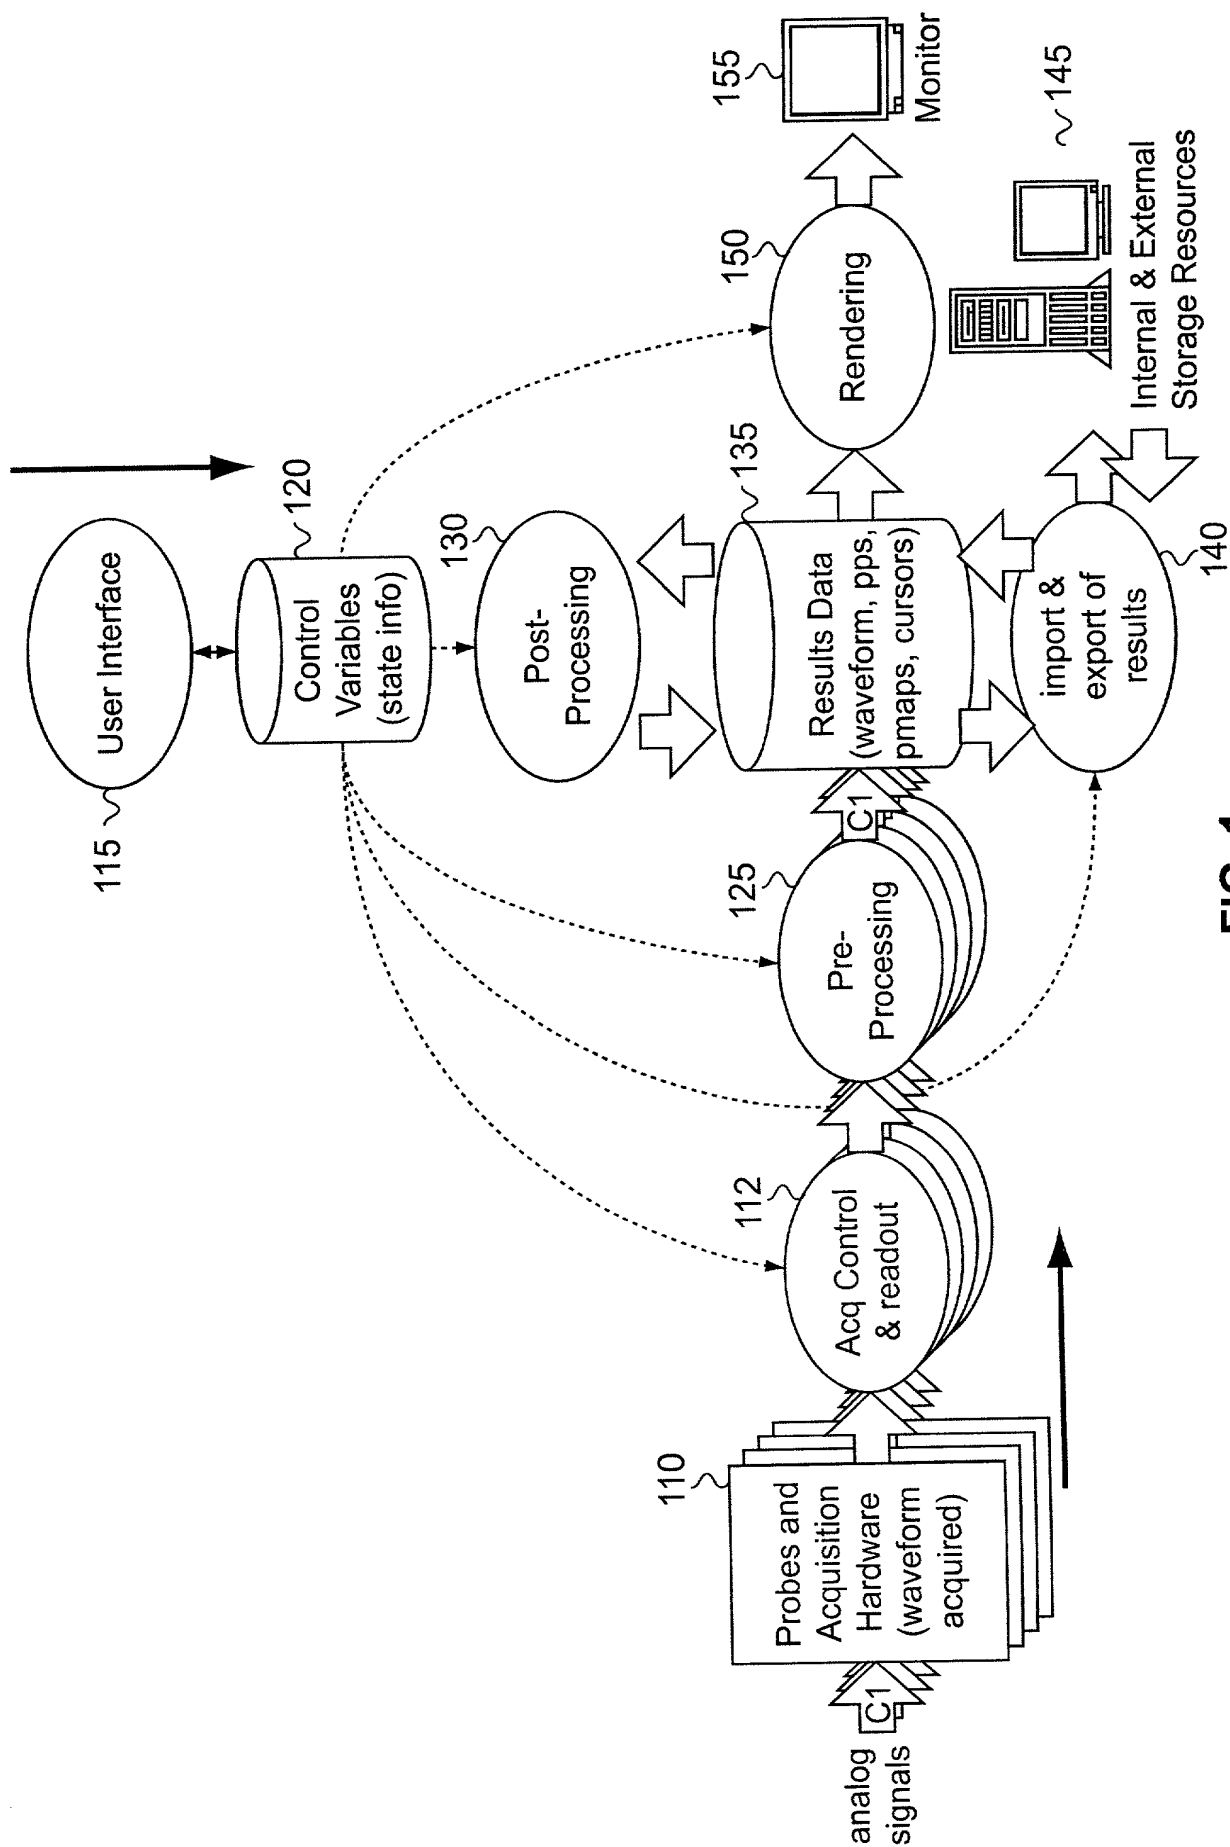 115
User Interface
120
Control
Variables
(state info)
130
Post-
Processing
analog
signals
C1
110
Probes and
Acquisition
Hardware
(waveform
acquired)
112
Acq Control
& readout
125
Pre-
Processing
C1
135
Results Data
(waveform, pps,
pmaps, cursors)
150
Rendering
155
Monitor
140
import &
export of
results
145
Internal & External
Storage Resources